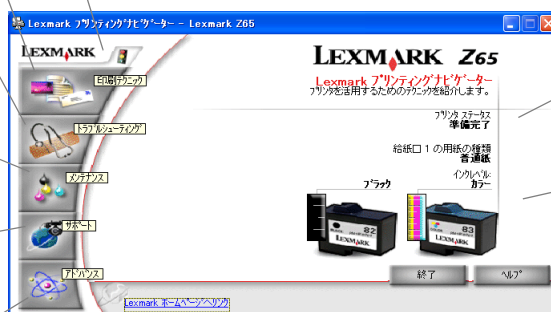 Lexmark プリンティングナビゲーター - Lexmark Z65
LEXMARK
LEXMARK Z65
Lexmark プリンティングナビゲーター
プリンタを活用するためのテクニックを紹介します。
印刷テクニック
プリンタ ステータス
準備完了
トラブルシューティング
給紙口 1 の用紙の種類
普通紙
メンテナンス
インクレベル:
ブラック
カラー
82
83
LEXMARK
LEXMARK
サポート
アドバンス
終了
ヘルプ
Lexmark ホームページへリンク